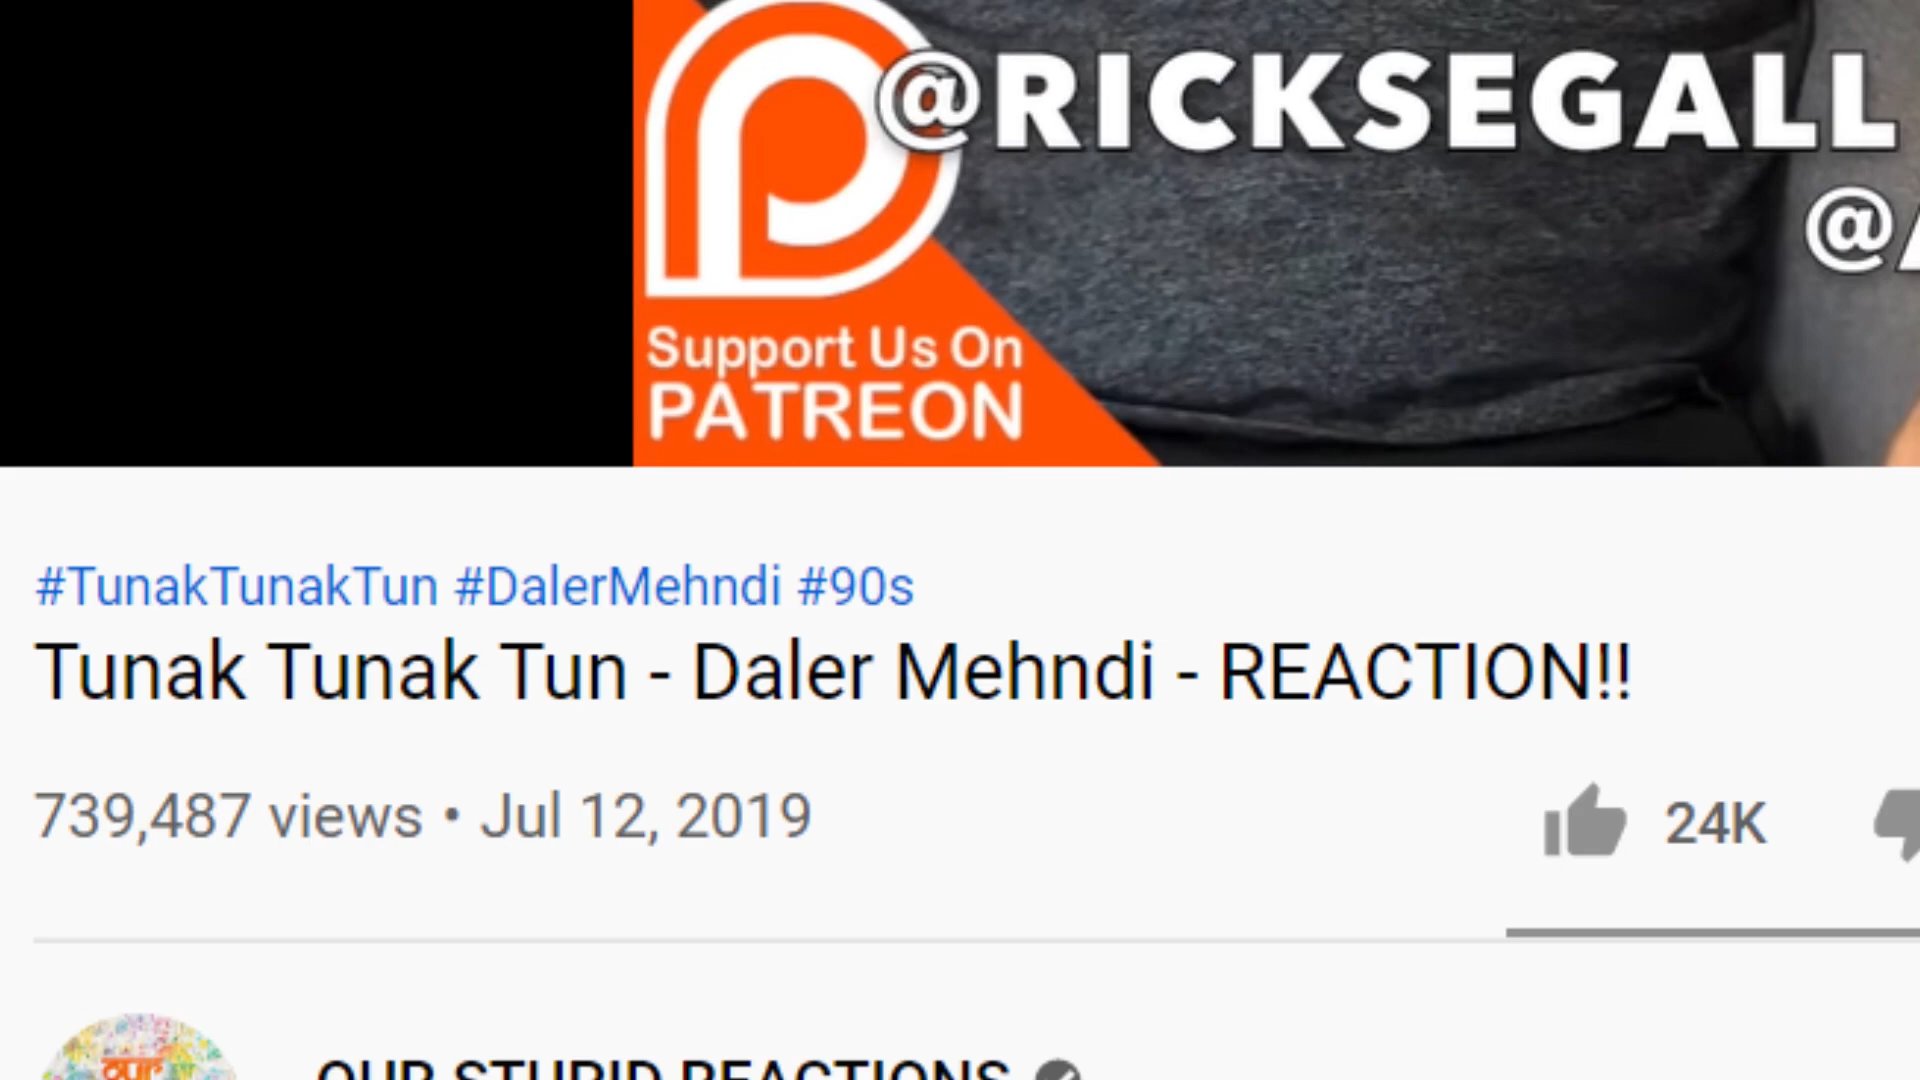 @RICKSEGALL
@
Support Us On
PATREON
#TunakTunakTun #DalerMehndi #90s
Tunak Tunak Tun - Daler Mehndi - REACTION!!
739,487 views • Jul 12, 2019
24K
our
OUR STUPID REACTIONS